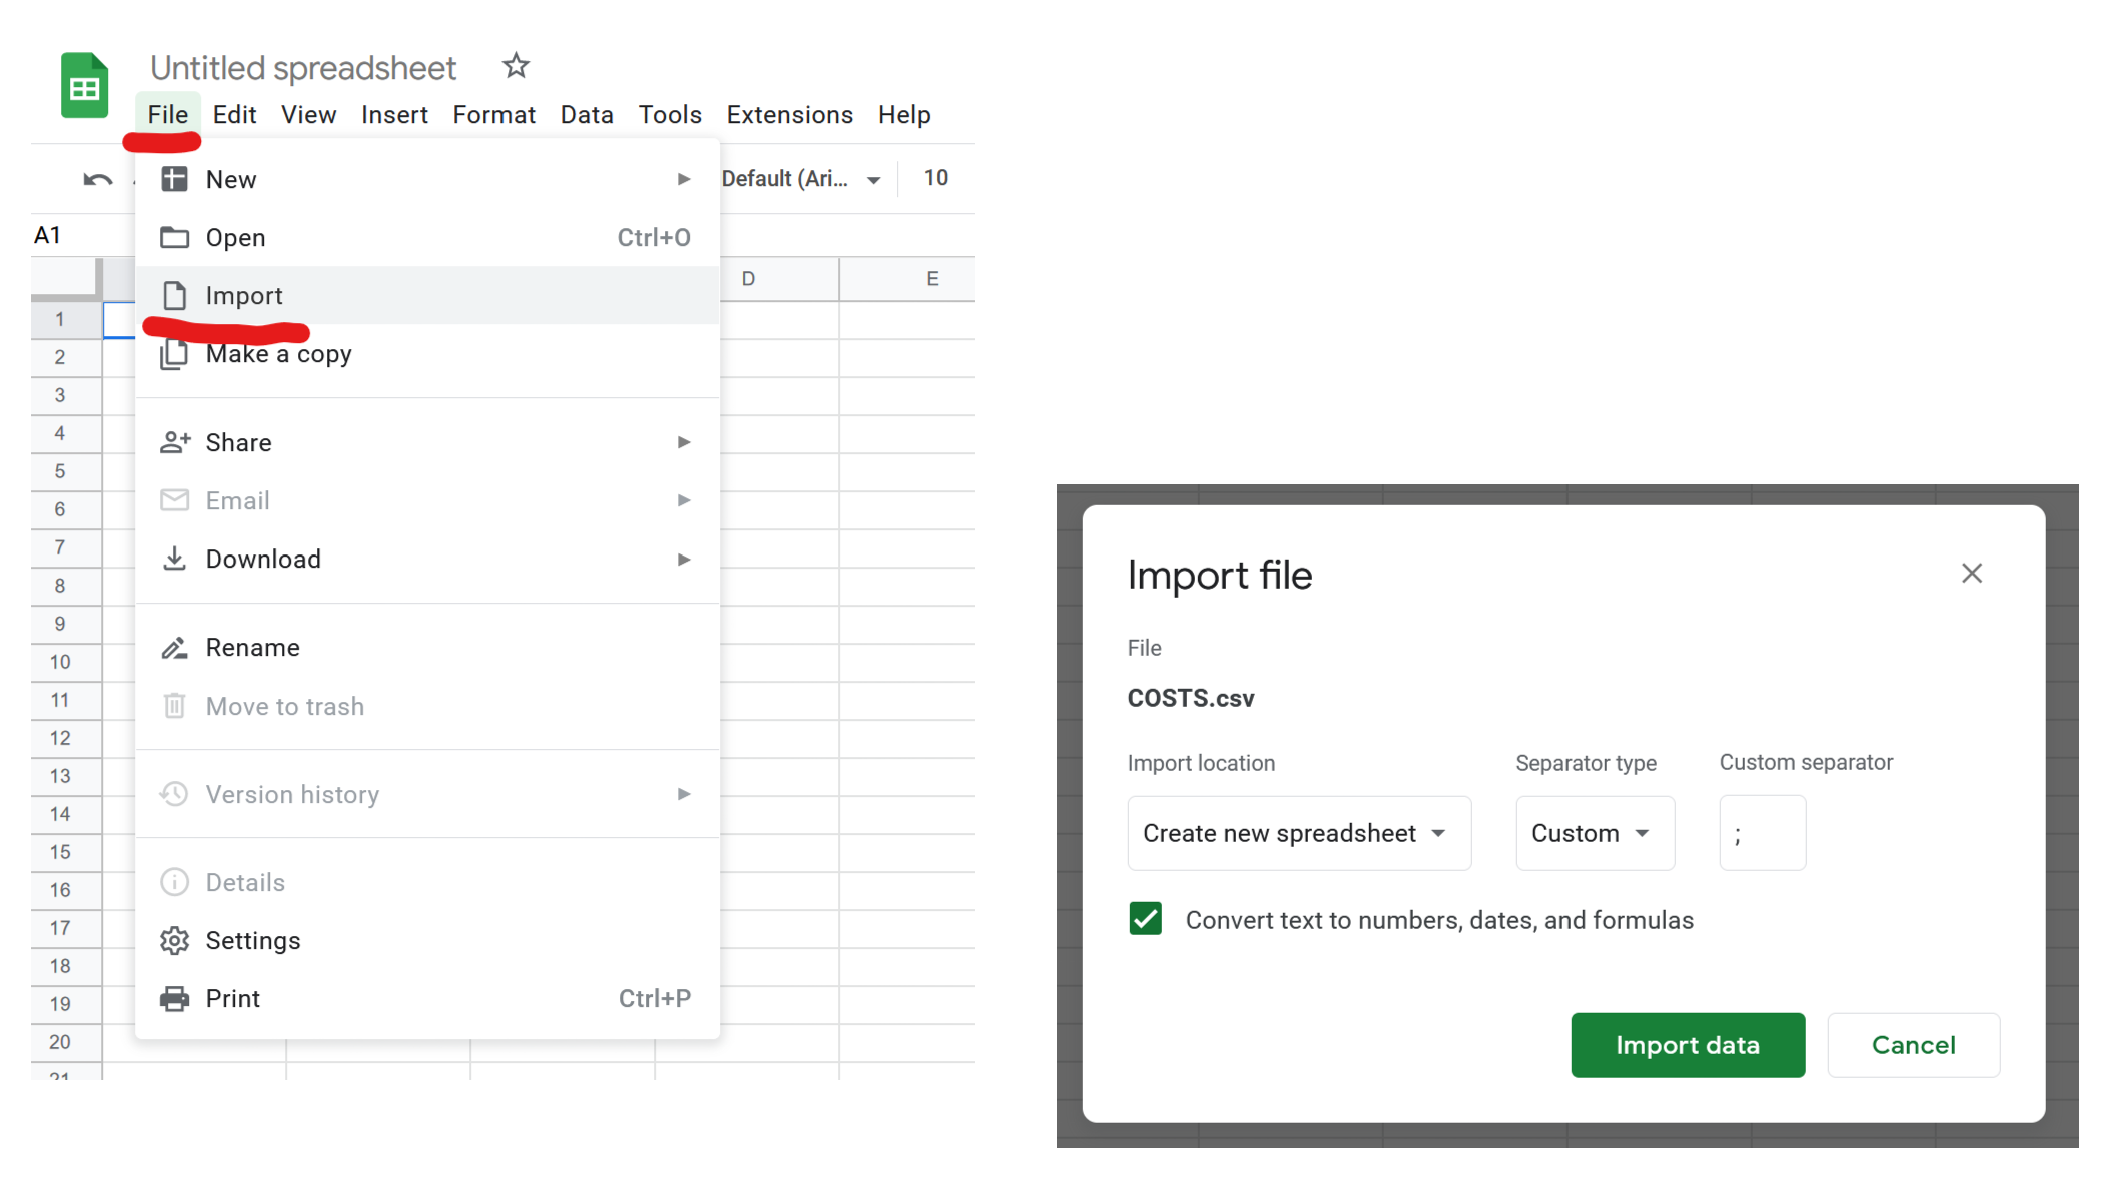 Untitled spreadsheet
File Edit View Insert Format Data Tools Extensions Help
Default (Ari... 10
A1
New
Open Ctrl+O
Import
Make a copy
Share
Email
Download
Rename
Move to trash
Version history
Details
Settings
Print Ctrl+P
D E
1
2
3
4
5
6
7
8
9
10
11
12
13
14
15
16
17
18
19
20
21
Import file
File
COSTS.csv
Import location Separator type Custom separator
Create new spreadsheet Custom ;
Convert text to numbers, dates, and formulas
Import data Cancel